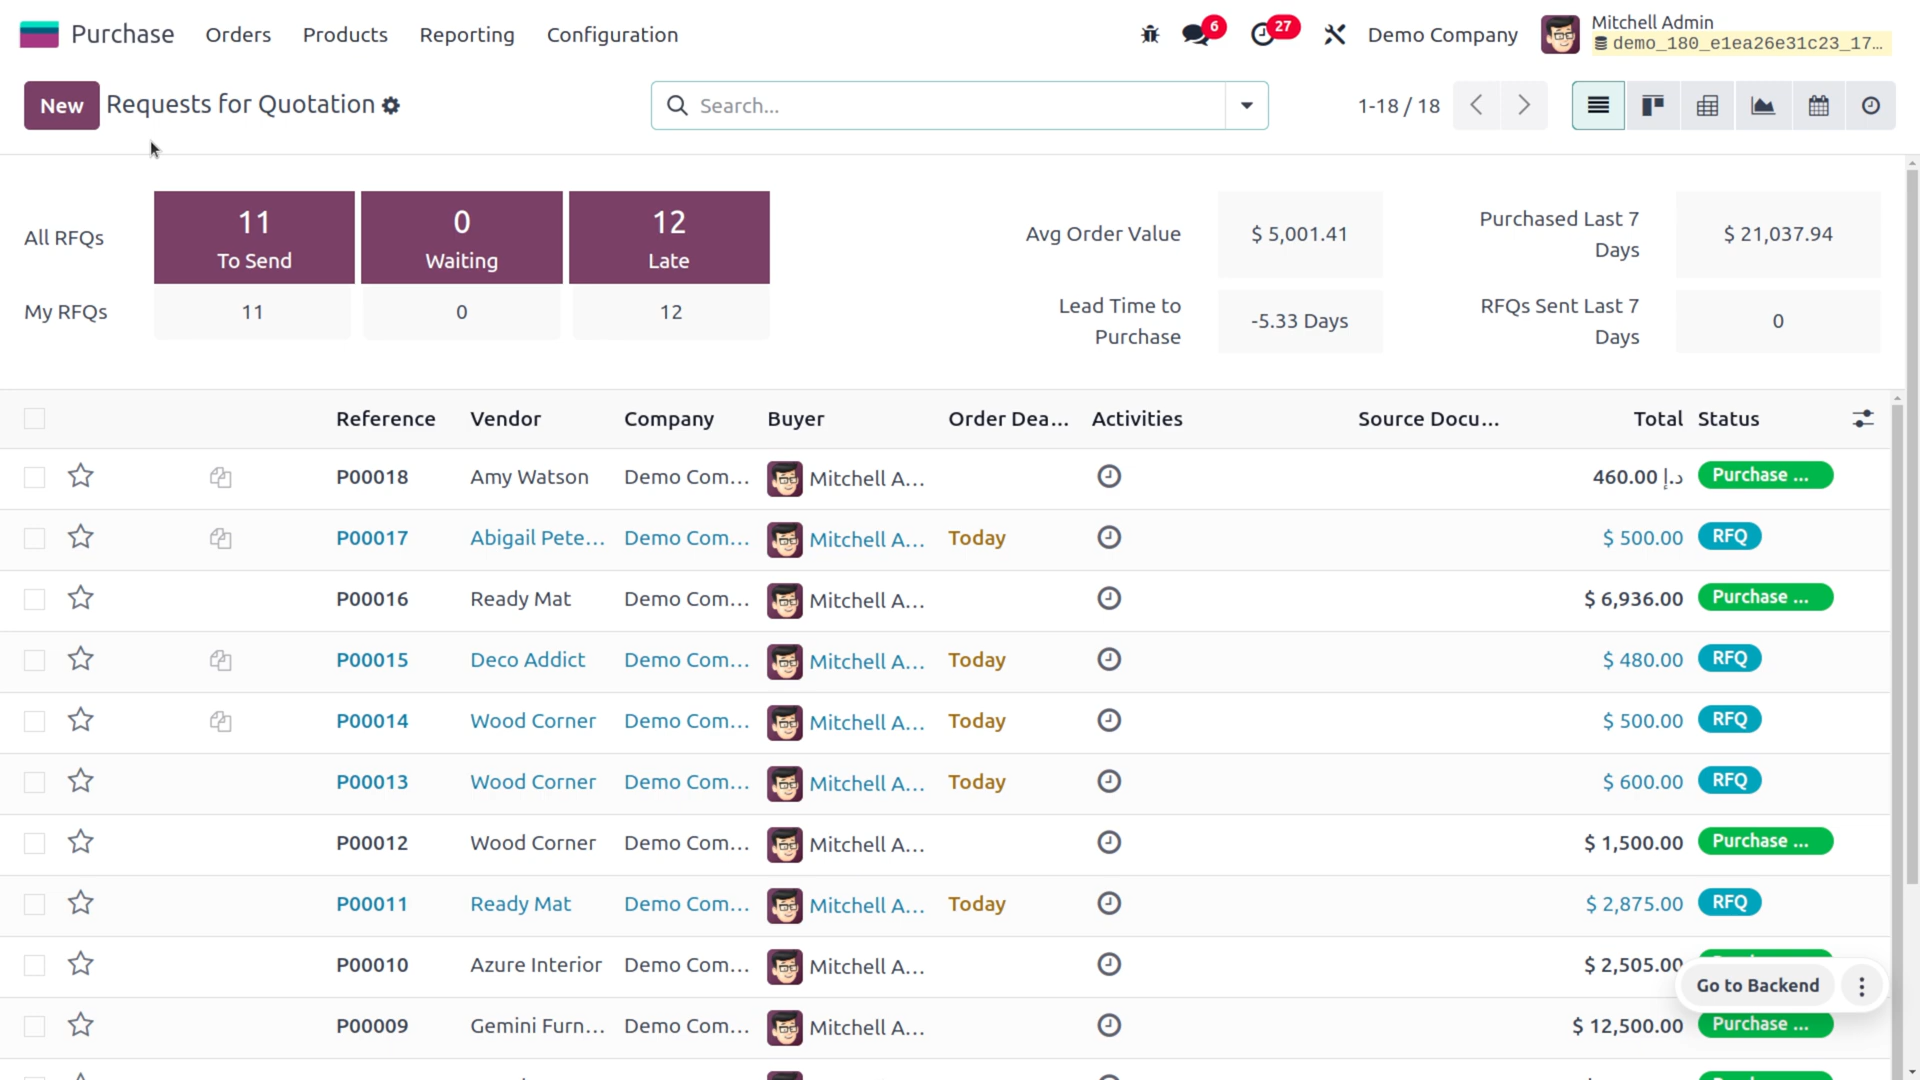 Purchase Orders Products Reporting Configuration 6 27 Demo Company Mitchell Admin
demo_180_e1ea26e31c23_17...
New Requests for Quotation Search... 1-18 / 18
All RFQs 11 To Send 0 Waiting 12 Late
My RFQs 11 0 12
Avg Order Value $ 5,001.41 Purchased Last 7 Days $ 21,037.94
Lead Time to Purchase -5.33 Days RFQs Sent Last 7 Days 0
Reference Vendor Company Buyer Order Dea... Activities Source Docu... Total Status
P00018 Amy Watson Demo Com... Mitchell A... 460.00 د.إ Purchase ...
P00017 Abigail Pete... Demo Com... Mitchell A... Today $ 500.00 RFQ
P00016 Ready Mat Demo Com... Mitchell A... $ 6,936.00 Purchase ...
P00015 Deco Addict Demo Com... Mitchell A... Today $ 480.00 RFQ
P00014 Wood Corner Demo Com... Mitchell A... Today $ 500.00 RFQ
P00013 Wood Corner Demo Com... Mitchell A... Today $ 600.00 RFQ
P00012 Wood Corner Demo Com... Mitchell A... $ 1,500.00 Purchase ...
P00011 Ready Mat Demo Com... Mitchell A... Today $ 2,875.00 RFQ
P00010 Azure Interior Demo Com... Mitchell A... $ 2,505.00
Go to Backend
P00009 Gemini Furn... Demo Com... Mitchell A... $ 12,500.00 Purchase ...